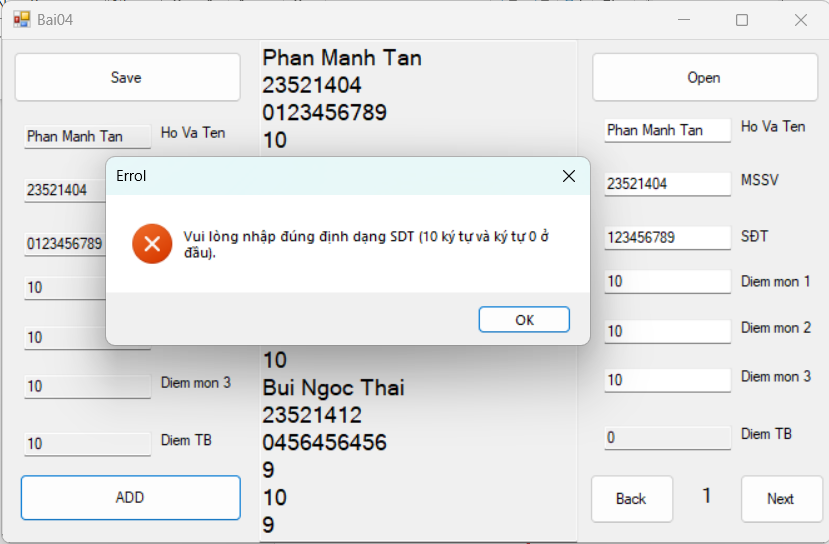 Bai04
Save
Phan Manh Tan
Ho Va Ten
23521404
0123456789
10
10
10
Diem mon 3
10
Diem TB
ADD
Phan Manh Tan
23521404
0123456789
10
10
Bui Ngoc Thai
23521412
0456456456
9
10
9
Errol
Vui lòng nhập đúng định dạng SDT (10 ký tự và ký tự 0 ở
đầu).
OK
Open
Phan Manh Tan
Ho Va Ten
23521404
MSSV
123456789
SĐT
10
Diem mon 1
10
Diem mon 2
10
Diem mon 3
0
Diem TB
Back
1
Next